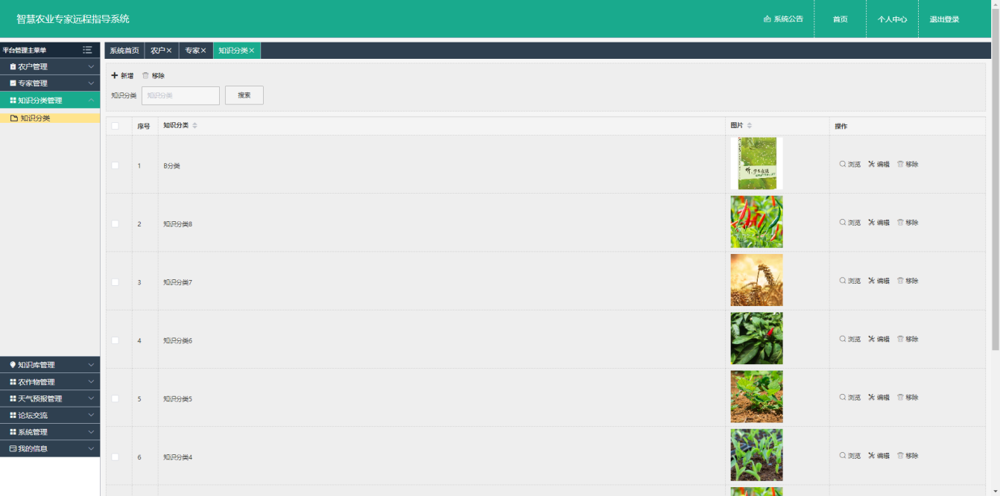 智慧农业专家远程指导系统
系统公告 首页 个人中心 退出登录
平台管理主菜单
农户管理
专家管理
知识分类管理
知识分类
知识库管理
农作物管理
天气预报管理
论坛交流
系统管理
我的信息
系统首页 农户× 专家× 知识分类×
新增 移除
知识分类 知识分类 搜索
序号 知识分类 图片 操作
1 B分类 浏览 编辑 移除
听,学生在说
2 知识分类8 浏览 编辑 移除
3 知识分类7 浏览 编辑 移除
4 知识分类6 浏览 编辑 移除
5 知识分类5 浏览 编辑 移除
6 知识分类4 浏览 编辑 移除